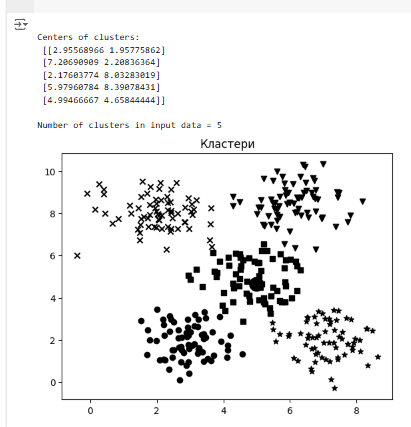 Centers of clusters:
[[2.95568966 1.95775862]
[7.20690909 2.20836364]
[2.17603774 8.03283019]
[5.97960784 8.39078431]
[4.99466667 4.65844444]]
Number of clusters in input data = 5
Кластери
10
8
6
4
2
0
0 2 4 6 8